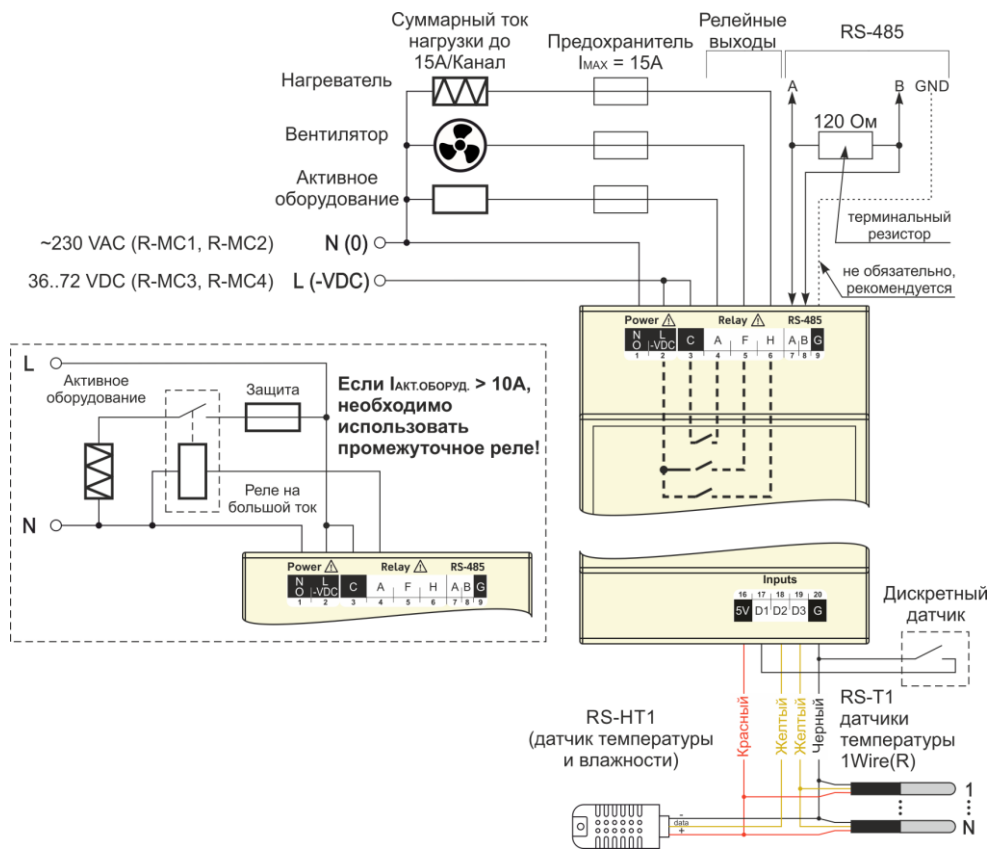 Суммарный ток
нагрузки до
15А/Канал
Предохранитель
IMAX = 15А
Релейные
выходы
RS-485
Нагреватель
A
B
GND
120 Ом
Вентилятор
Активное
оборудование
терминальный
резистор
~230 VAC (R-MC1, R-MC2)
N (0)
36..72 VDC (R-MC3, R-MC4)
L (-VDC)
не обязательно,
рекомендуется
Power ⚠ Relay ⚠ RS-485
N O L -VDC C A F H A B G
1 2 3 4 5 6 7 8 9
L
Активное
оборудование
Защита
Если IАКТ.ОБОРУД. > 10А,
необходимо
использовать
промежуточное реле!
Реле на
большой ток
N
Power ⚠ Relay ⚠ RS-485
N O L -VDC C A F H A B G
1 2 3 4 5 6 7 8 9
Inputs
16 17 18 19 20
5V D1 D2 D3 G
Дискретный
датчик
Красный
Желтый
Желтый
Черный
RS-HT1
(датчик температуры
и влажности)
RS-T1
датчики
температуры
1Wire(R)
-
data
+
1
N